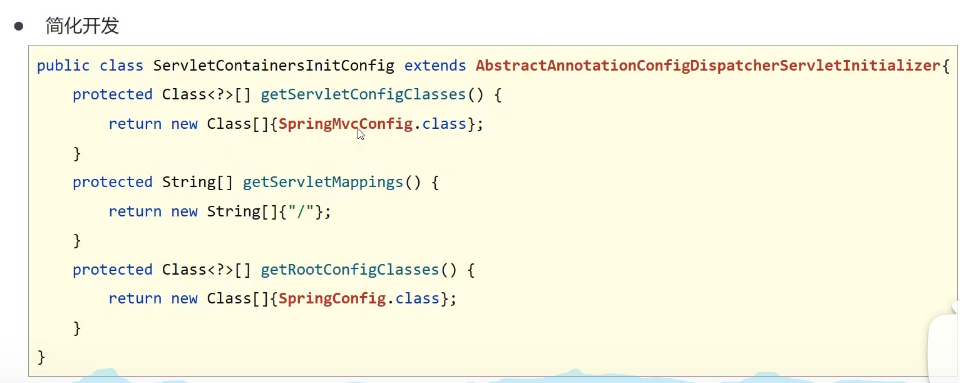 ● 简化开发
public class ServletContainersInitConfig extends AbstractAnnotationConfigDispatcherServletInitializer{
    protected Class<?>[] getServletConfigClasses() {
        return new Class[]{SpringMvcConfig.class};
    }
    protected String[] getServletMappings() {
        return new String[]{"/"};
    }
    protected Class<?>[] getRootConfigClasses() {
        return new Class[]{SpringConfig.class};
    }
}